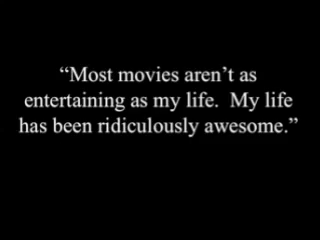 “Most movies aren’t as
entertaining as my life.  My life
has been ridiculously awesome.”